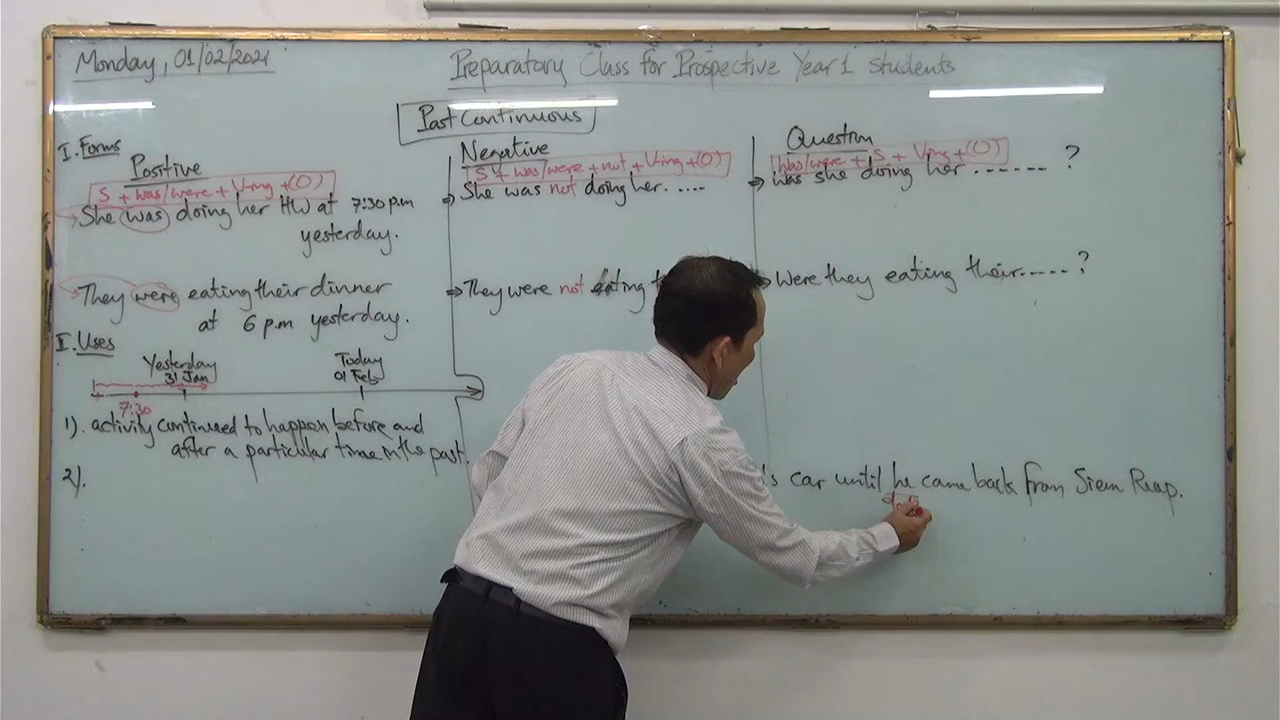 Monday, 01/02/2021
Preparatory Class for Prospective Year 1 Students
Past Continuous
I. Forms
Positive
S + was/were + V-ing + (O)
She was doing her HW at 7:30 p.m
yesterday.
They were eating their dinner
at 6 p.m yesterday.
Negative
S + was/were + not + V-ing + (O)
⇒ She was not doing her.....
⇒ They were not eating
Question
Was/were + S + Ving + (O)
⇒ was she doing her ....... ?
Were they eating their..... ?
I. Uses
Yesterday
31 Jan
Today
01 Feb
7:30
1). activity continued to happen before and
after a particular time in the past.
2).
's car until he came back from Siem Reap.